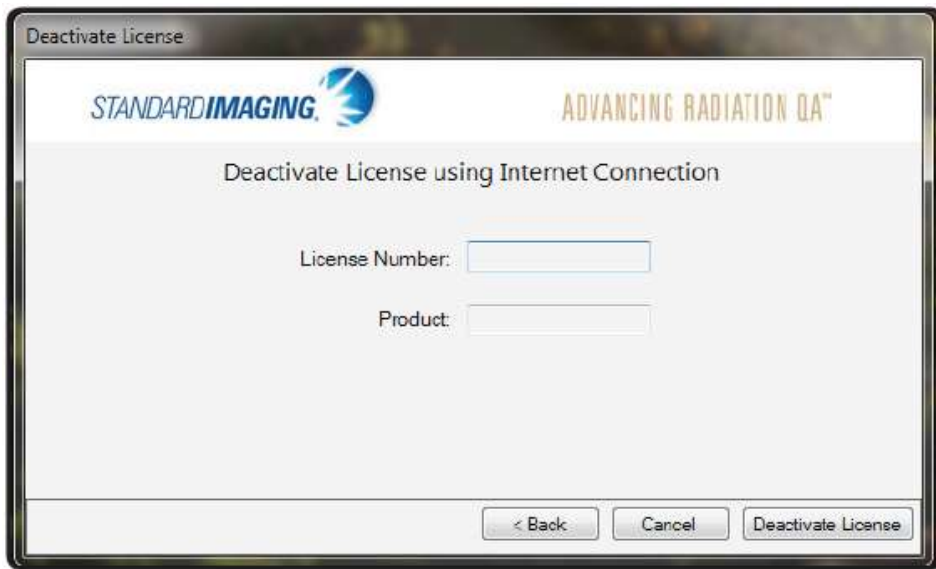 Deactivate License
STANDARDIMAGING.
ADVANCING RADIATION QA™
Deactivate License using Internet Connection
License Number:
Product:
< Back Cancel Deactivate License